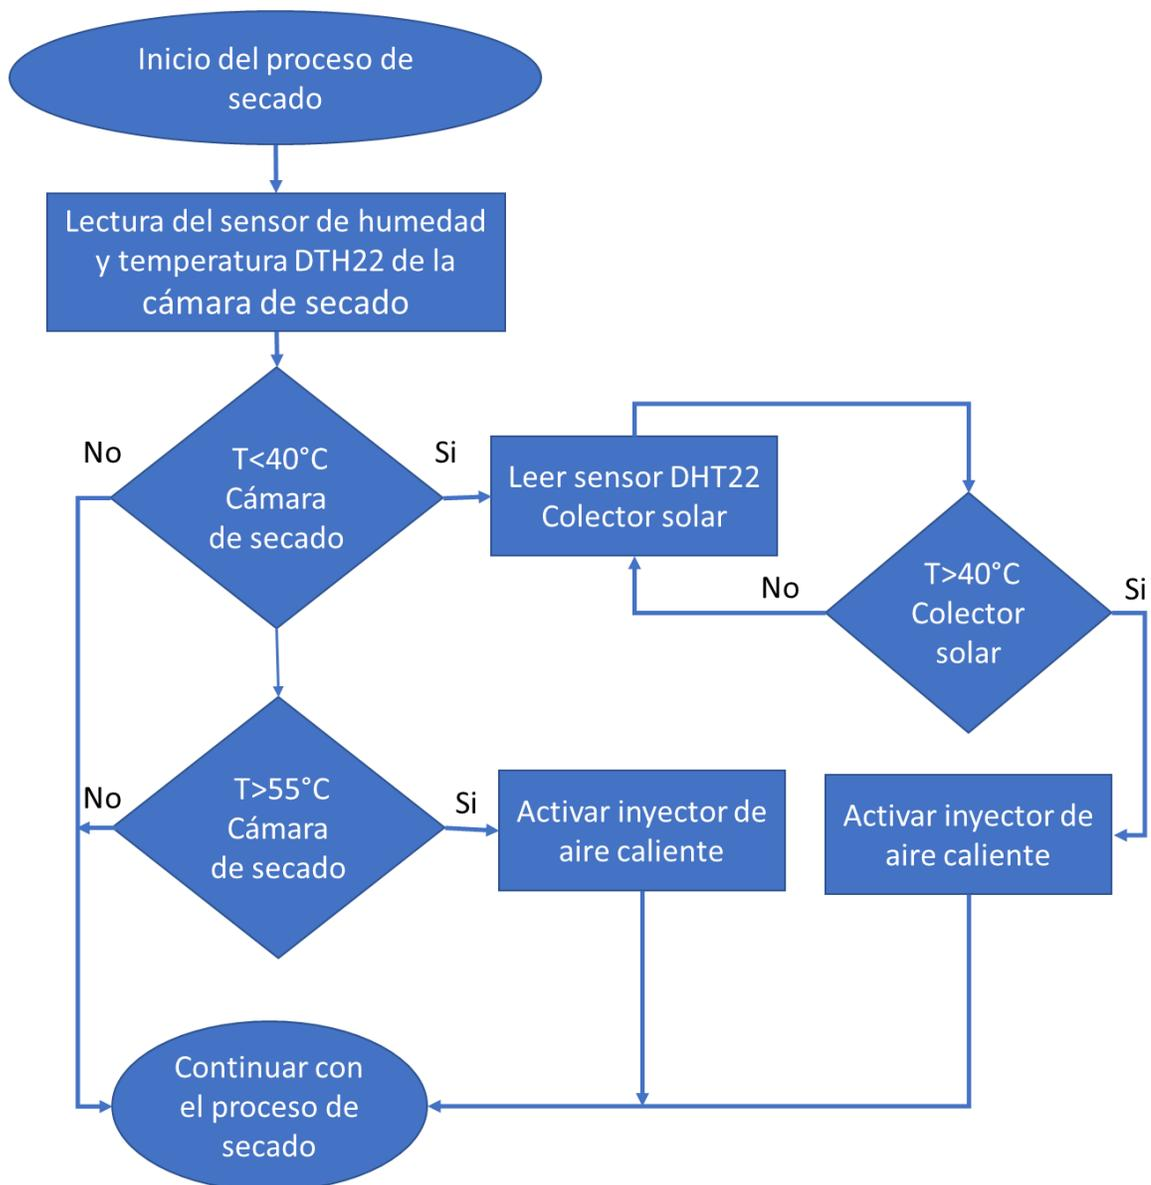 Inicio del proceso de
secado
Lectura del sensor de humedad
y temperatura DTH22 de la
cámara de secado
No
T<40°C
Cámara
de secado
Si
Leer sensor DHT22
Colector solar
No
T>40°C
Colector
solar
Si
No
T>55°C
Cámara
de secado
Si
Activar inyector de
aire caliente
Activar inyector de
aire caliente
Continuar con
el proceso de
secado